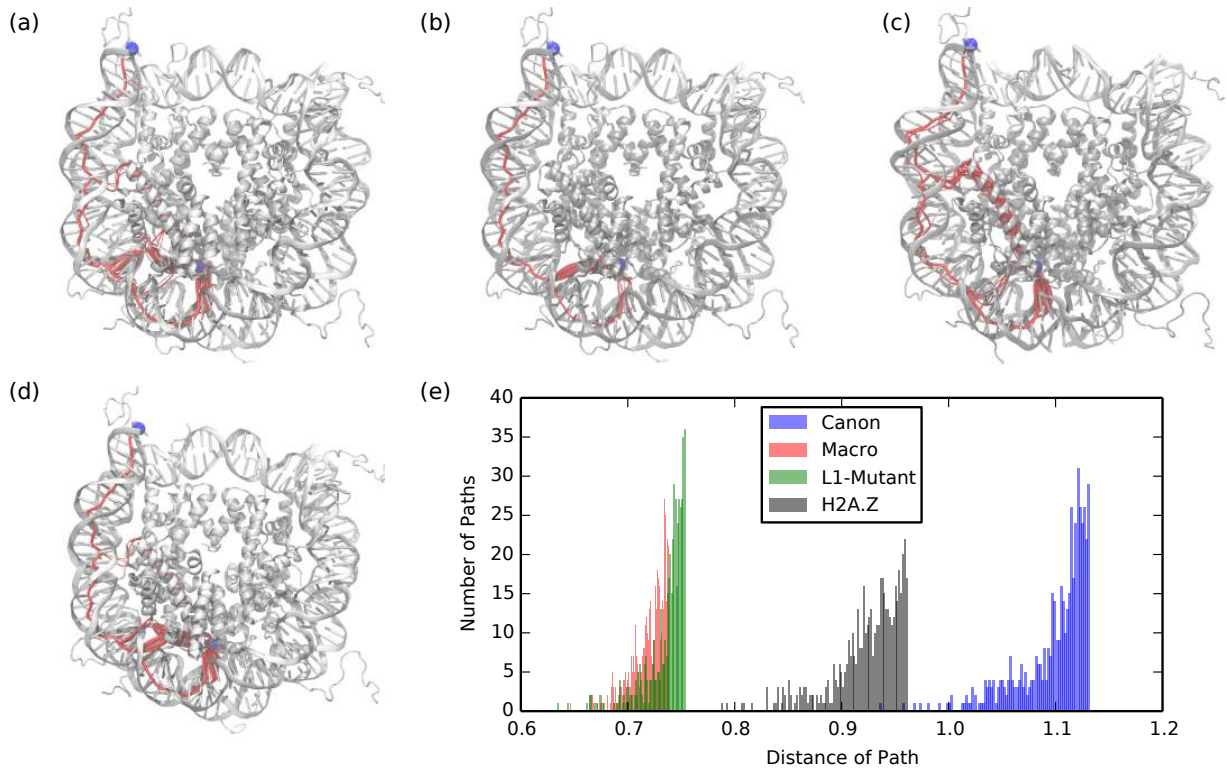 (a)
(b)
(c)
(d)
(e)
40
35
30
25
20
15
10
5
0
Number of Paths
Canon
Macro
L1-Mutant
H2A.Z
0.6 0.7 0.8 0.9 1.0 1.1 1.2
Distance of Path